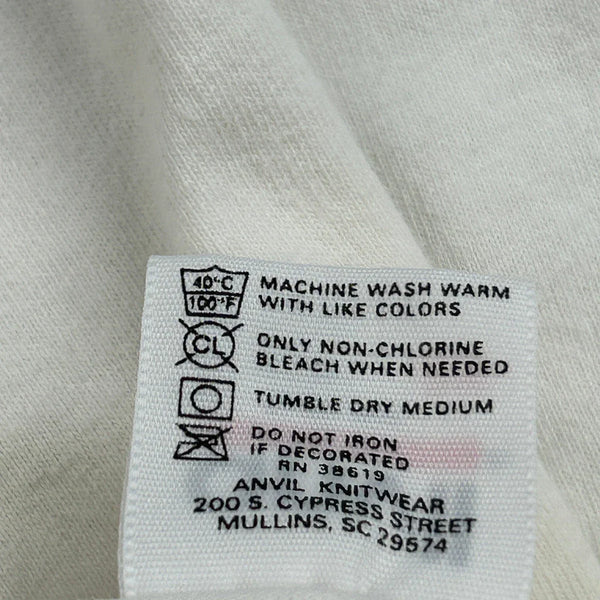 40°C MACHINE WASH WARM
100°F WITH LIKE COLORS
CL ONLY NON-CHLORINE
BLEACH WHEN NEEDED
TUMBLE DRY MEDIUM
DO NOT IRON
IF DECORATED
RN 38619
ANVIL KNITWEAR
200 S. CYPRESS STREET
MULLINS, SC 29574